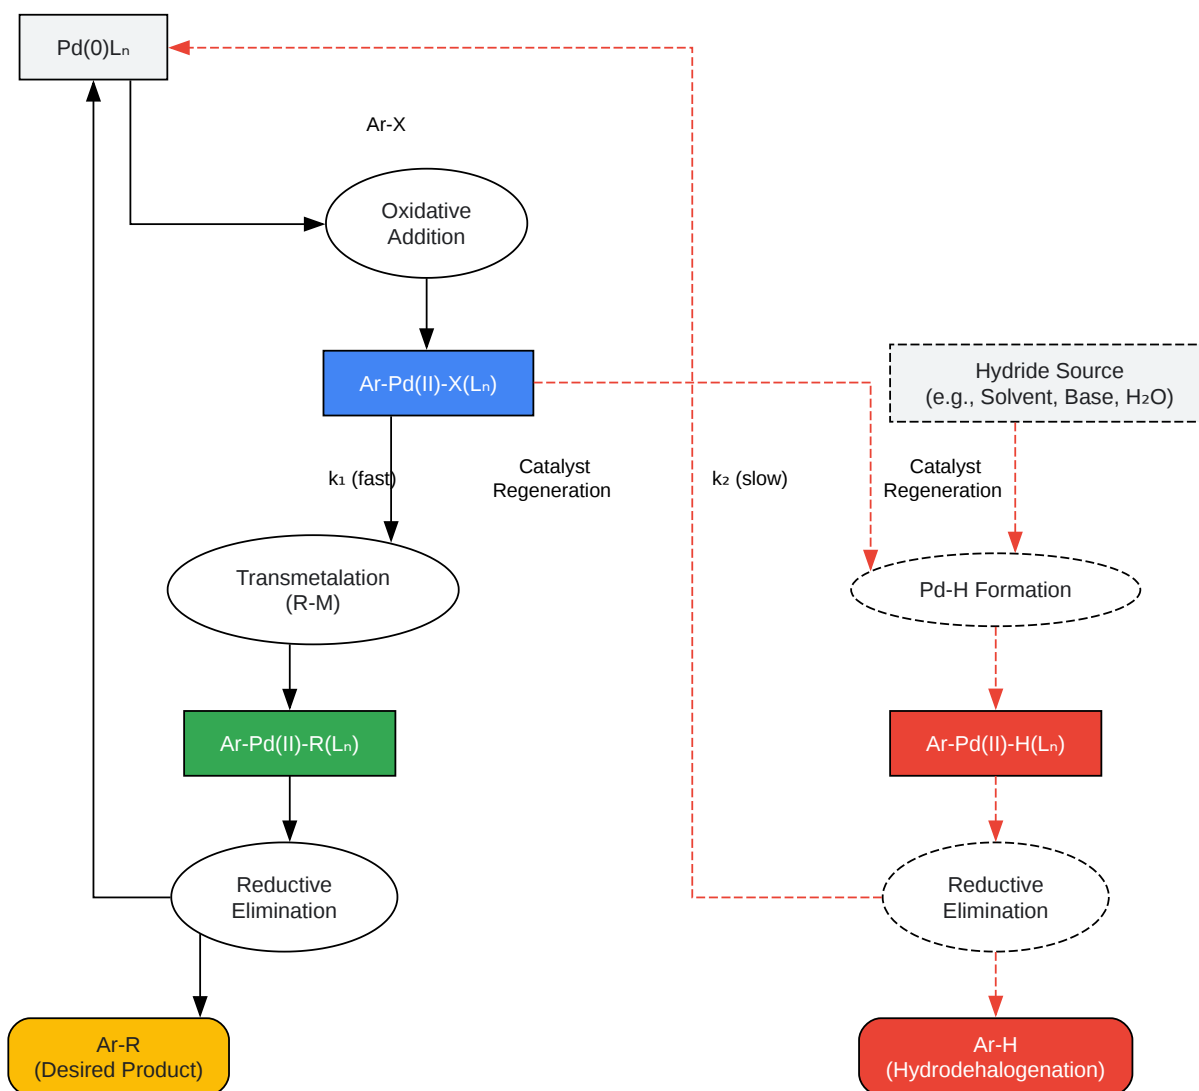 Pd(0)Lₙ
Ar-X
Oxidative
Addition
Ar-Pd(II)-X(Lₙ)
Hydride Source
(e.g., Solvent, Base, H₂O)
k₁ (fast)
Catalyst
Regeneration
k₂ (slow)
Catalyst
Regeneration
Transmetalation
(R-M)
Pd-H Formation
Ar-Pd(II)-R(Lₙ)
Ar-Pd(II)-H(Lₙ)
Reductive
Elimination
Reductive
Elimination
Ar-R
(Desired Product)
Ar-H
(Hydrodehalogenation)